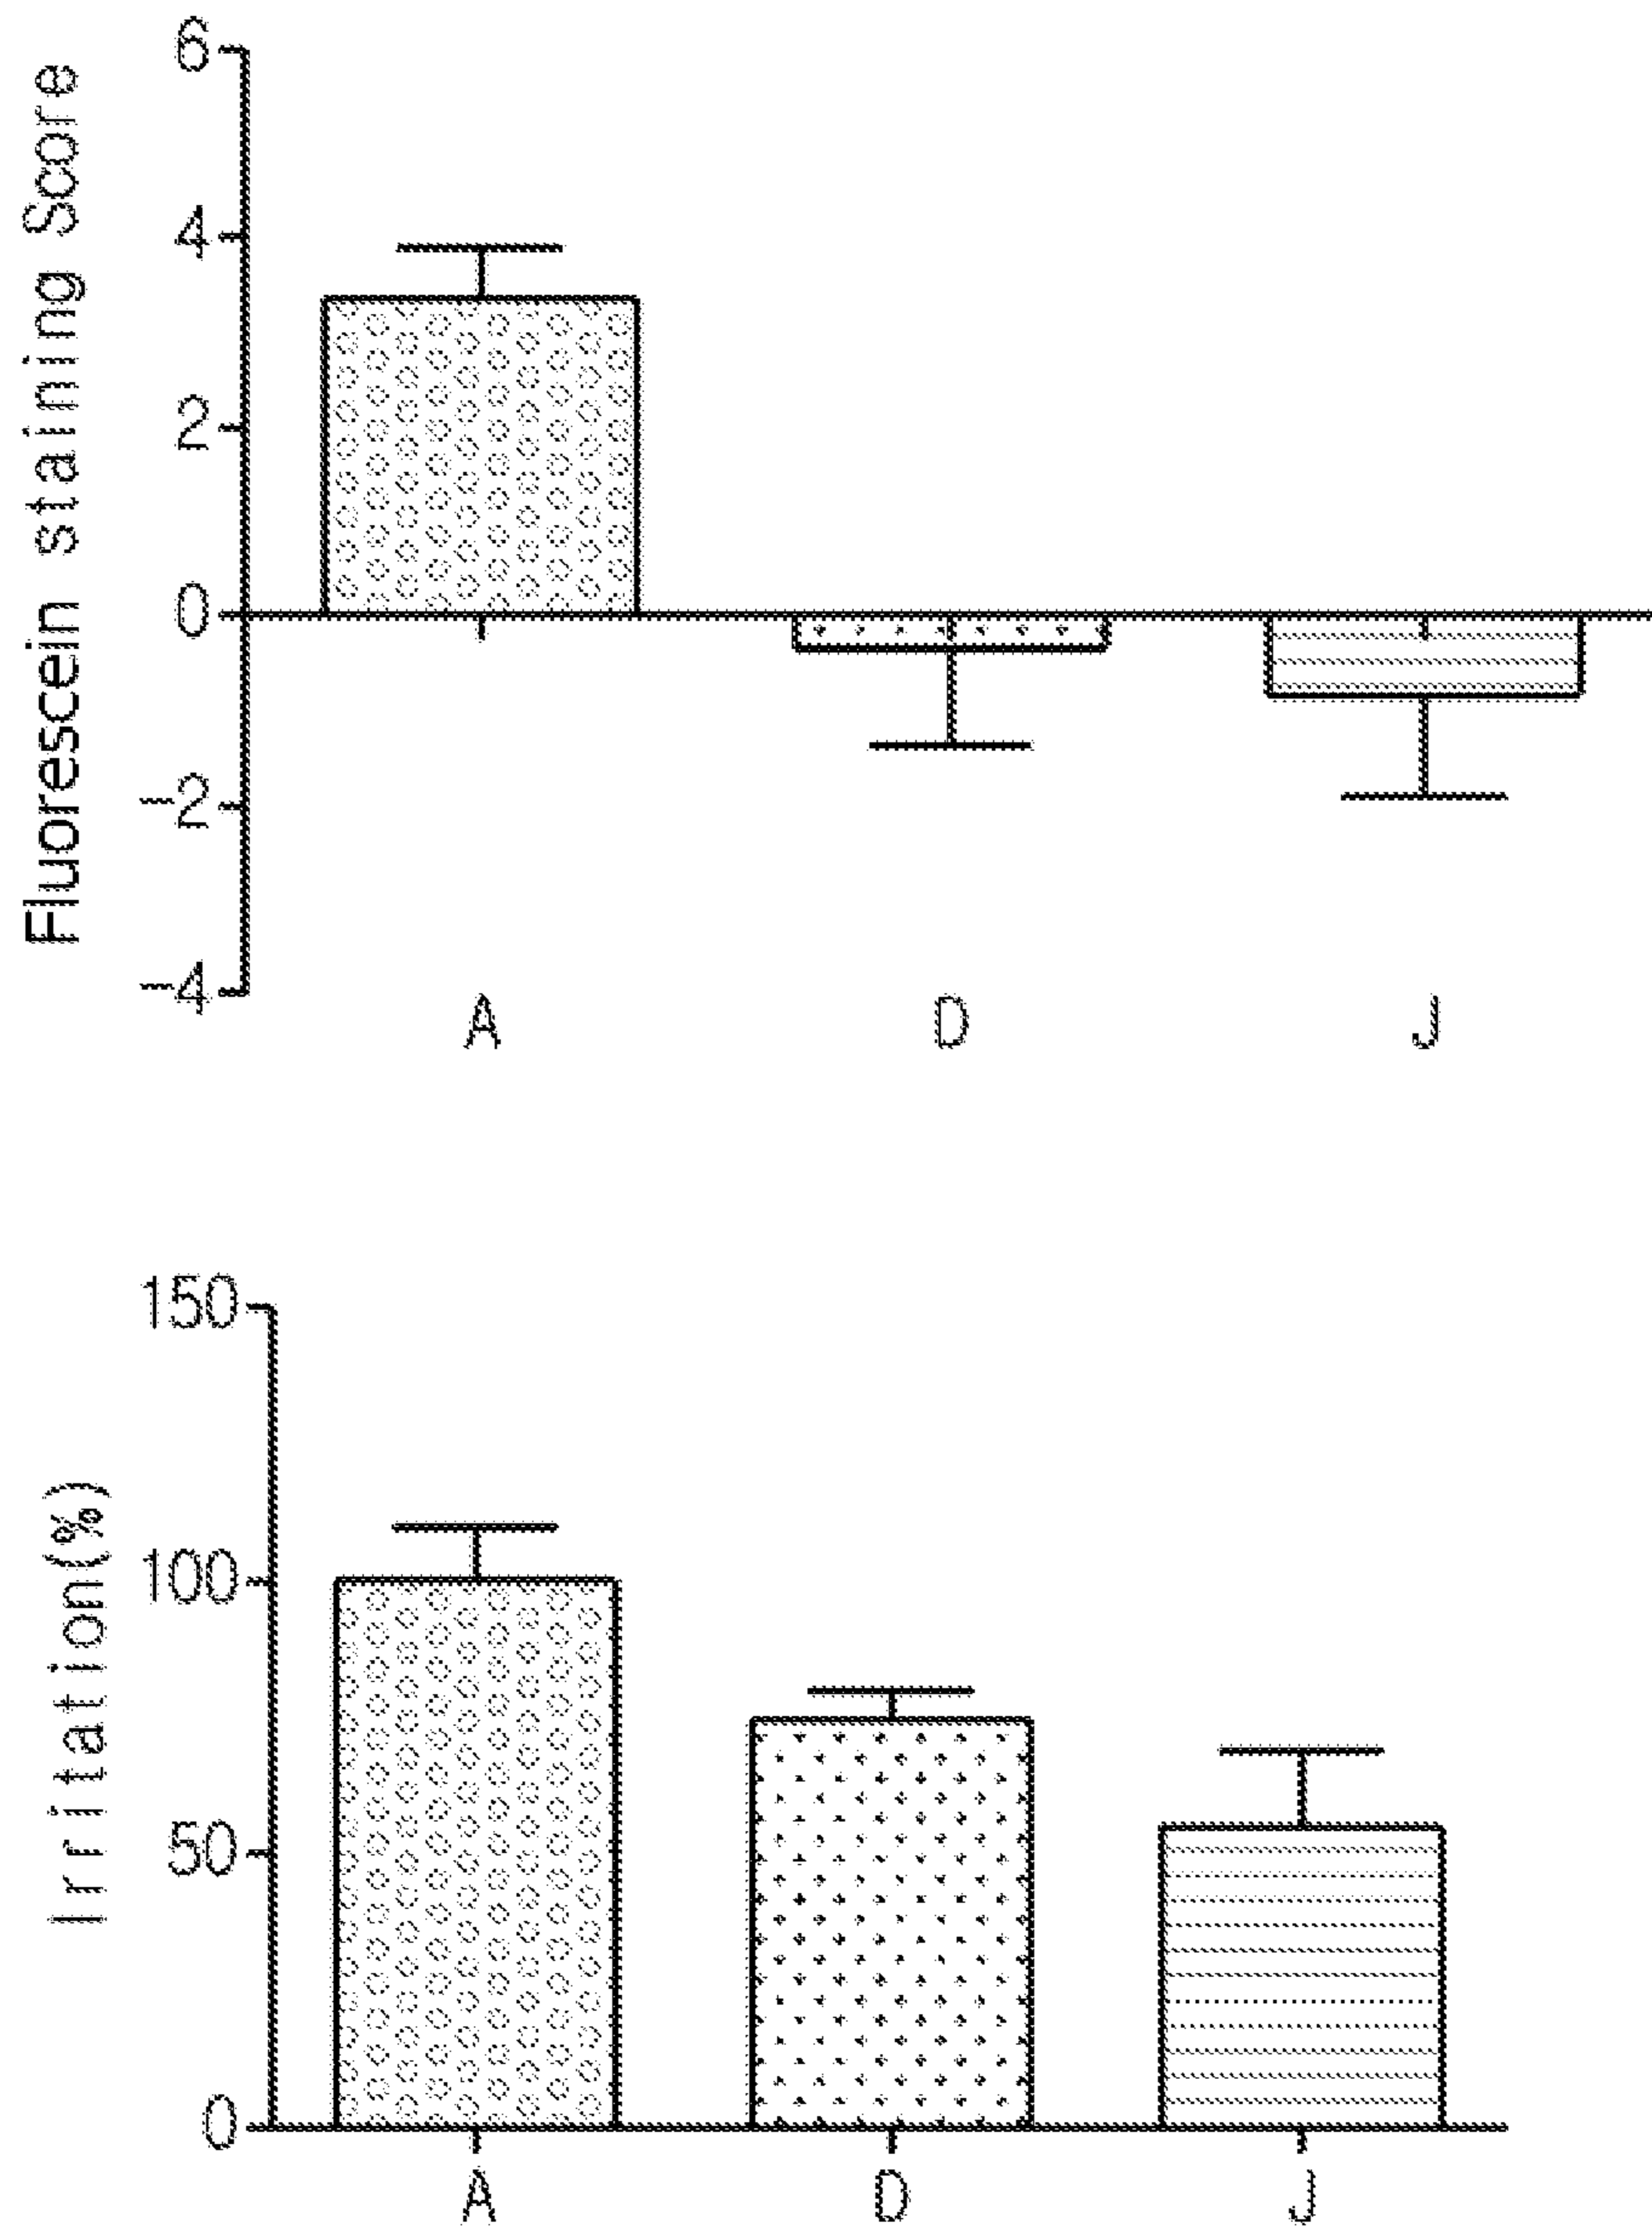 Fluorescein staining Score
6
4
2
0
-2
-4
A D J
Irritation(%)
150
100
50
0
A D J